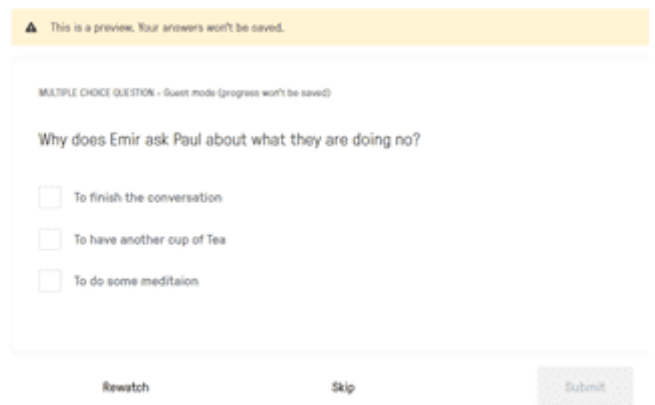 This is a preview. Your answers won't be saved.
MULTIPLE CHOICE QUESTION - Guest mode (progress won't be saved)
Why does Emir ask Paul about what they are doing no?
To finish the conversation
To have another cup of Tea
To do some meditaion
Rewatch
Skip
Submit